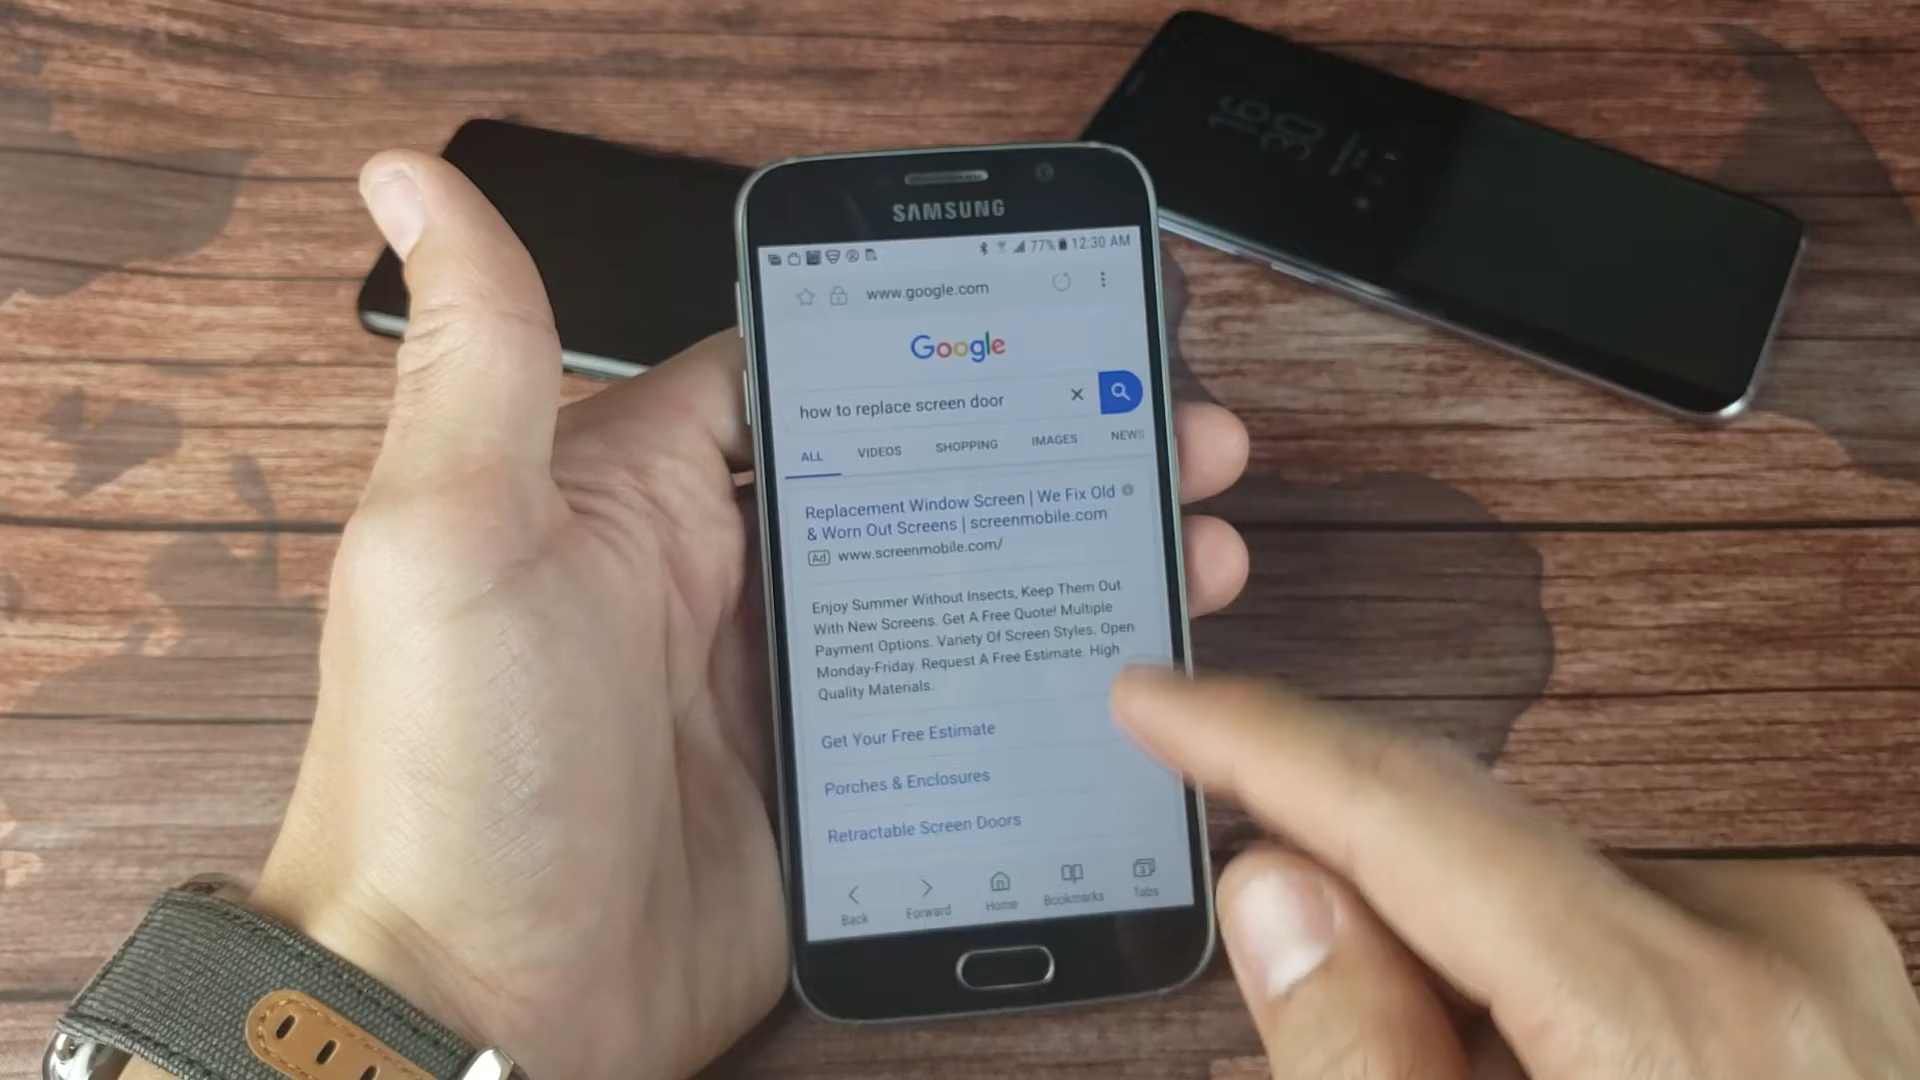 SAMSUNG
77% 12:30 AM
www.google.com
Google
how to replace screen door
ALL VIDEOS SHOPPING IMAGES NEWS
Replacement Window Screen | We Fix Old
& Worn Out Screens | screenmobile.com
Ad www.screenmobile.com/
Enjoy Summer Without Insects, Keep Them Out
With New Screens. Get A Free Quote! Multiple
Payment Options. Variety Of Screen Styles. Open
Monday-Friday. Request A Free Estimate. High
Quality Materials.
Get Your Free Estimate
Porches & Enclosures
Retractable Screen Doors
Back Forward Home Bookmarks Tabs